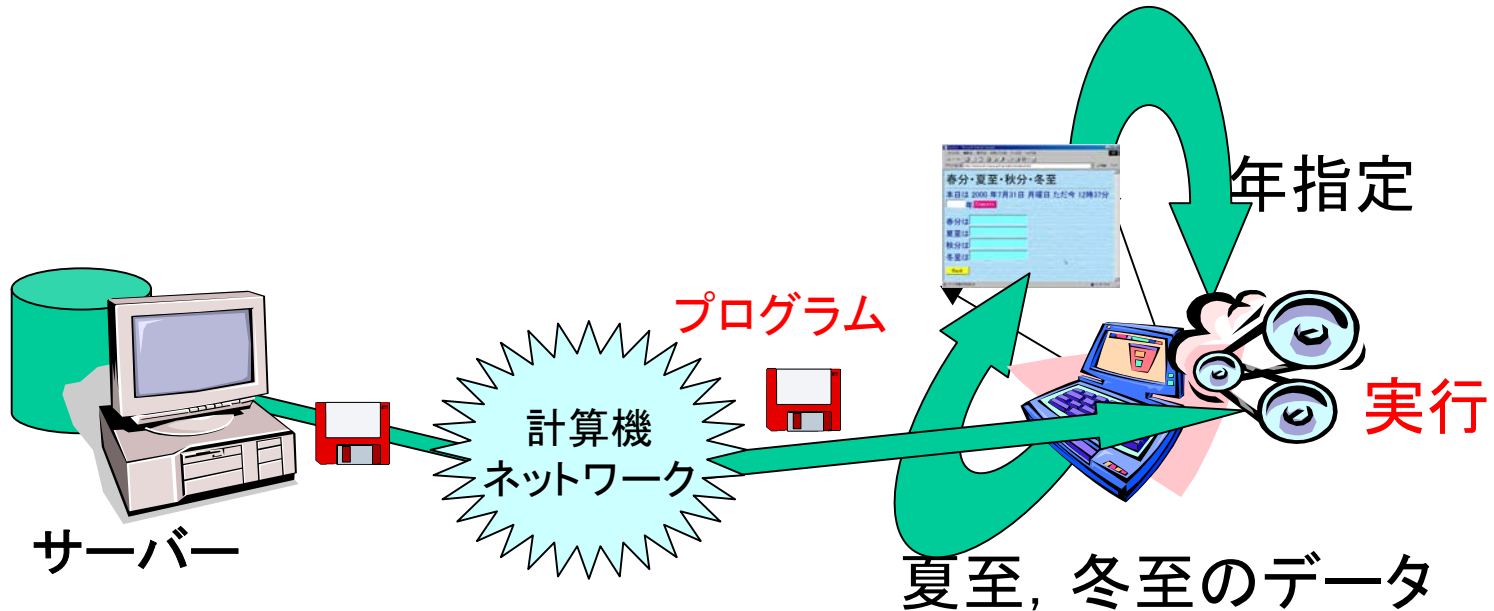 春分・夏至・秋分・冬至
本日は 2000 年7月31日 月曜日 ただ今 12時37分
年
春分は
夏至は
秋分は
冬至は
Back
年指定
プログラム
実行
計算機
ネットワーク
サーバー
夏至，冬至のデータ